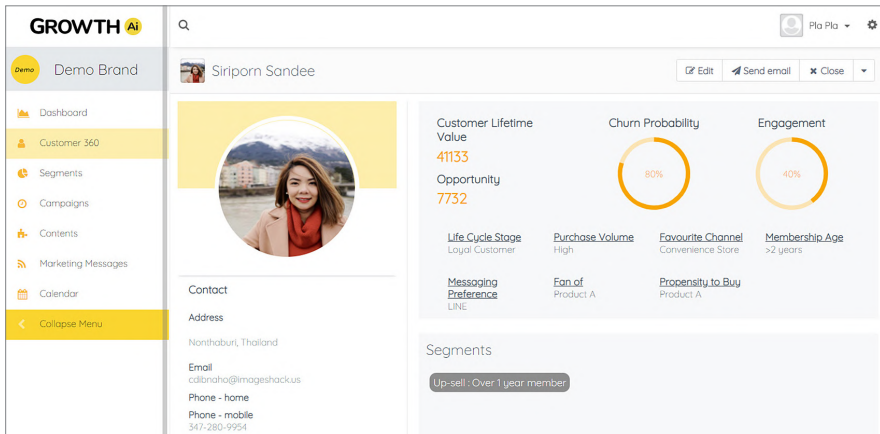 GROWTH Ai
Pla Pla
Demo
Demo Brand
Siriporn Sandee
Edit
Send email
Close
Dashboard
Customer 360
Segments
Campaigns
Contents
Marketing Messages
Calendar
Collapse Menu
Contact
Address
Nonthaburi, Thailand
Email
cdibnaho@imageshack.us
Phone - home
Phone - mobile
347-280-9954
Customer Lifetime
Value
41133
Opportunity
7732
Churn Probability
80%
Engagement
40%
Life Cycle Stage
Loyal Customer
Purchase Volume
High
Favourite Channel
Convenience Store
Membership Age
>2 years
Messaging
Preference
LINE
Fan of
Product A
Propensity to Buy
Product A
Segments
Up-sell : Over 1 year member